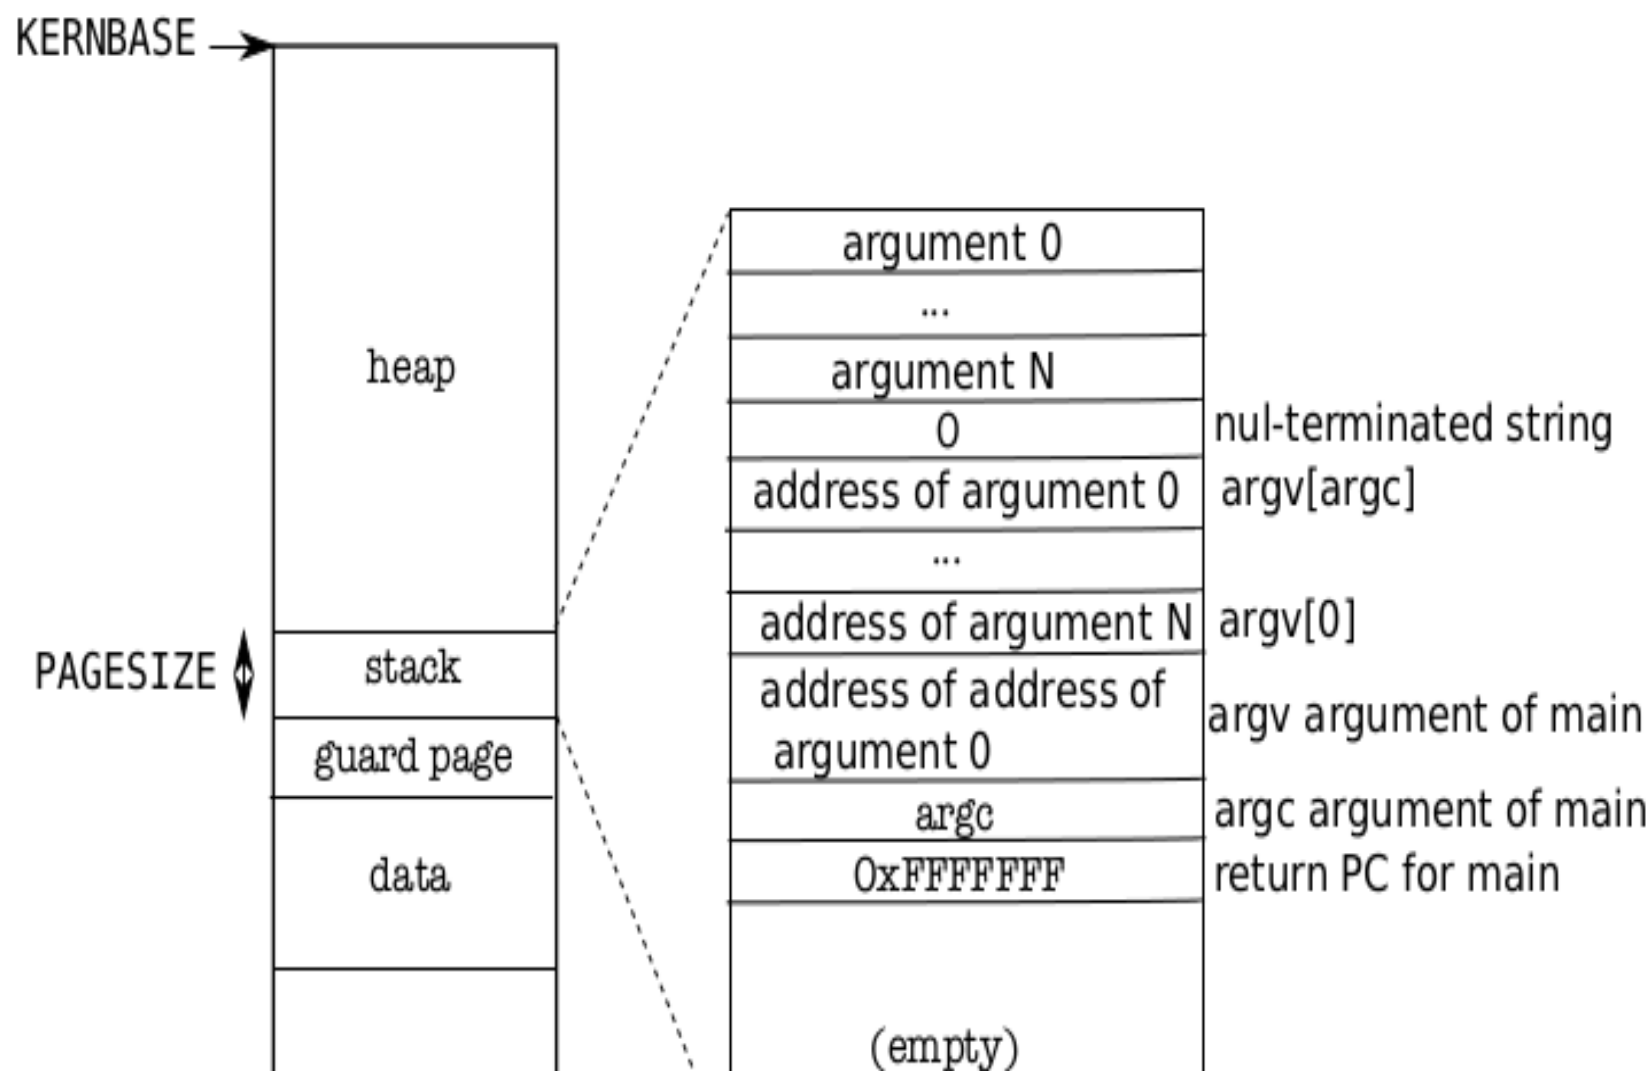 KERNBASE
heap
PAGESIZE
stack
guard page
data
argument 0
...
argument N
0
nul-terminated string
address of argument 0
argv[argc]
...
address of argument N
argv[0]
address of address of
argument 0
argv argument of main
argc
argc argument of main
0xFFFFFFF
return PC for main
(empty)